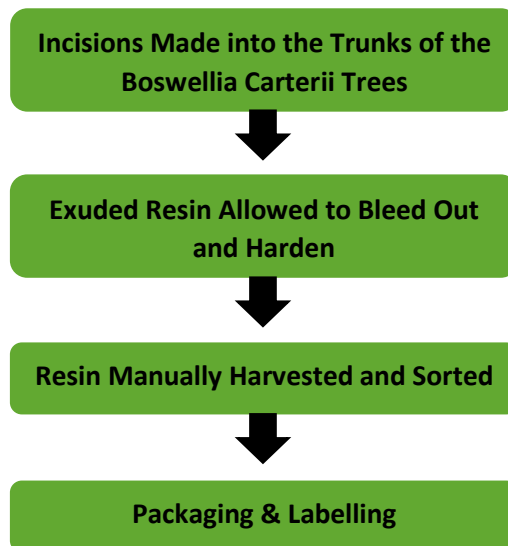 Incisions Made into the Trunks of the
Boswellia Carterii Trees
Exuded Resin Allowed to Bleed Out
and Harden
Resin Manually Harvested and Sorted
Packaging & Labelling